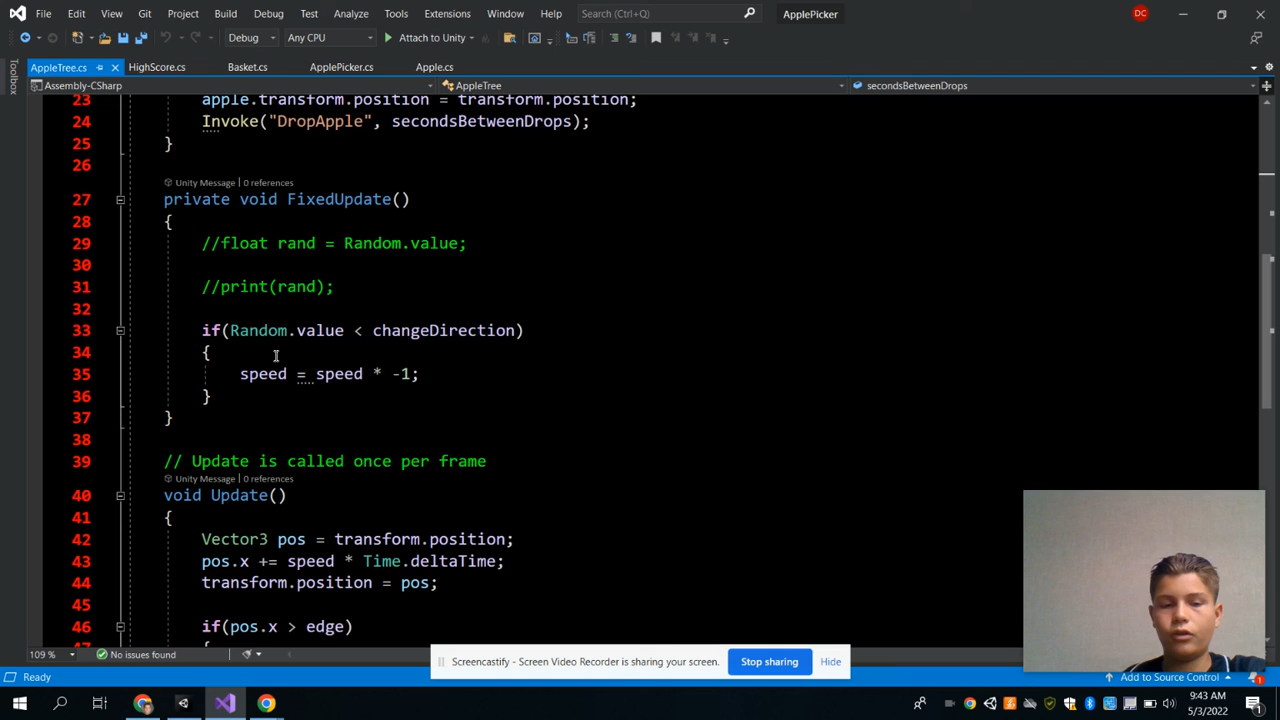 File Edit View Git Project Build Debug Test Analyze Tools Extensions Window Help Search (Ctrl+Q) ApplePicker DC
Debug Any CPU Attach to Unity
AppleTree.cs HighScore.cs Basket.cs ApplePicker.cs Apple.cs
Toolbox
Assembly-CSharp AppleTree secondsBetweenDrops
23 apple.transform.position = transform.position;
24 Invoke("DropApple", secondsBetweenDrops);
25 }
26
Unity Message | 0 references
27 private void FixedUpdate()
28 {
29 //float rand = Random.value;
30
31 //print(rand);
32
33 if(Random.value < changeDirection)
34 {
35 speed = speed * -1;
36 }
37 }
38
39 // Update is called once per frame
Unity Message | 0 references
40 void Update()
41 {
42 Vector3 pos = transform.position;
43 pos.x += speed * Time.deltaTime;
44 transform.position = pos;
45
46 if(pos.x > edge)
109 % No issues found
Screencastify - Screen Video Recorder is sharing your screen. Stop sharing Hide
Ready Add to Source Control 1
9:43 AM
5/3/2022 1